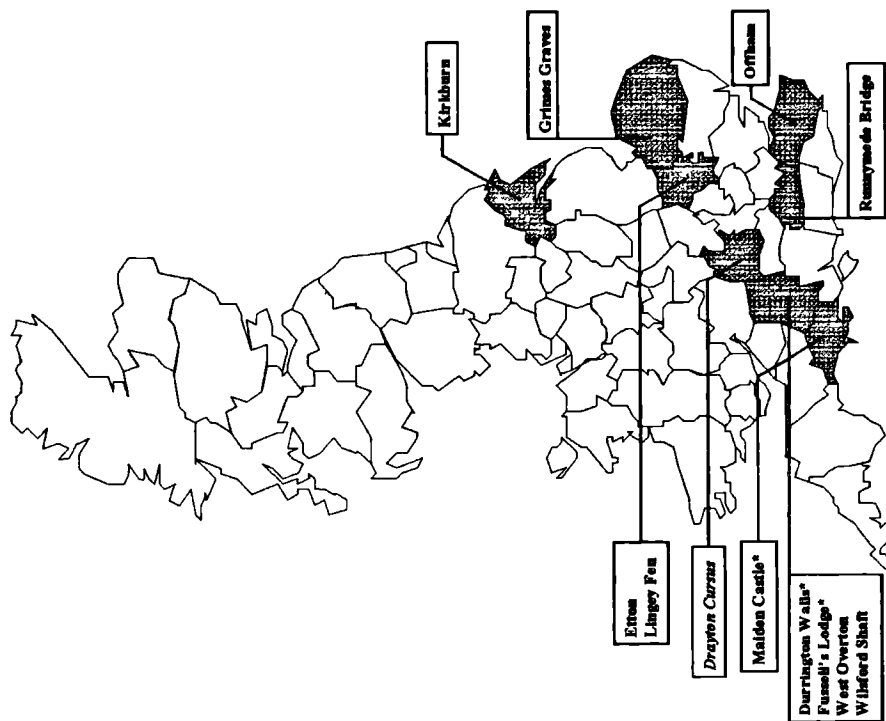 Kirkburn
Grimes Graves
Offham
Runnymede Bridge
Etton
Lingey Fen
Drayton Cursus
Maiden Castle*
Durrington Walls*
Fussell's Lodge*
West Overton
Wilsford Shaft